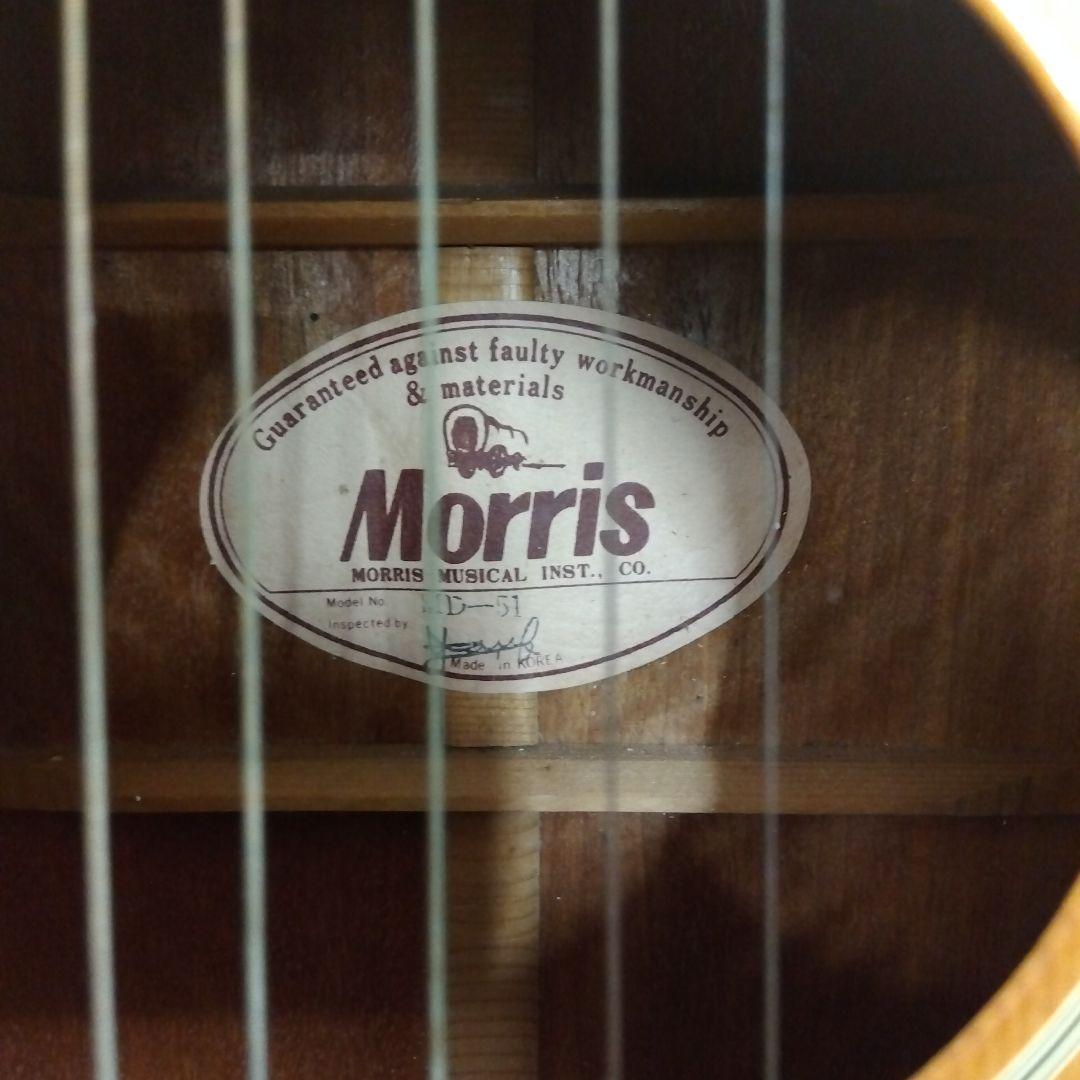 Guaranteed against faulty workmanship
& materials
Morris
MORRIS MUSICAL INST., CO.
Model No.
Inspected by
Made in KOREA